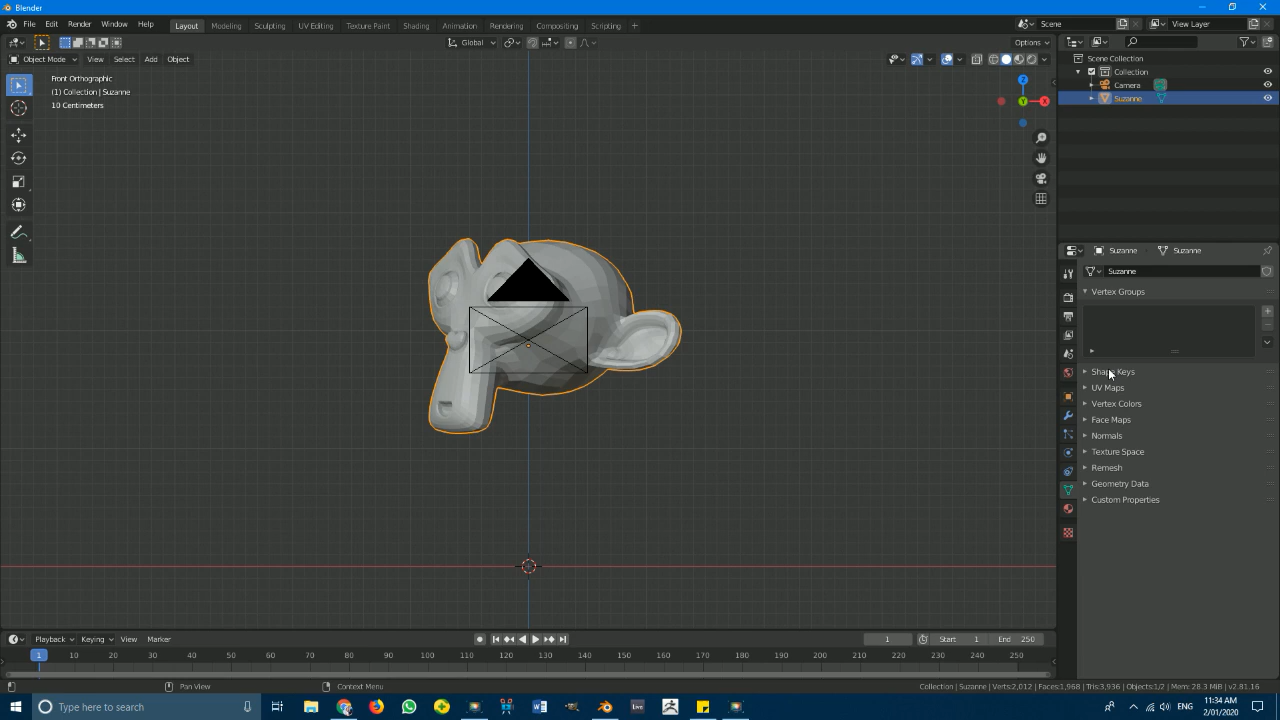 Blender
File Edit Render Window Help Layout Modeling Sculpting UV Editing Texture Paint Shading Animation Rendering Compositing Scripting + Scene View Layer
Global Options
Object Mode View Select Add Object
Front Orthographic
(1) Collection | Suzanne
10 Centimeters
Z
Y
X
Scene Collection
Collection
Camera
Suzanne
Suzanne Suzanne
Suzanne
Vertex Groups
Shape Keys
UV Maps
Vertex Colors
Face Maps
Normals
Texture Space
Remesh
Geometry Data
Custom Properties
Playback Keying View Marker 1 Start 1 End 250
1 10 20 30 40 50 60 70 80 90 100 110 120 130 140 150 160 170 180 190 200 210 220 230 240 250
Pan View Context Menu Collection | Suzanne | Verts:2,012 | Faces:1,968 | Tris:3,936 | Objects:1/2 | Mem: 28.3 MiB | v2.81.16
Type here to search
Live
W
ENG
11:34 AM
2/01/2020